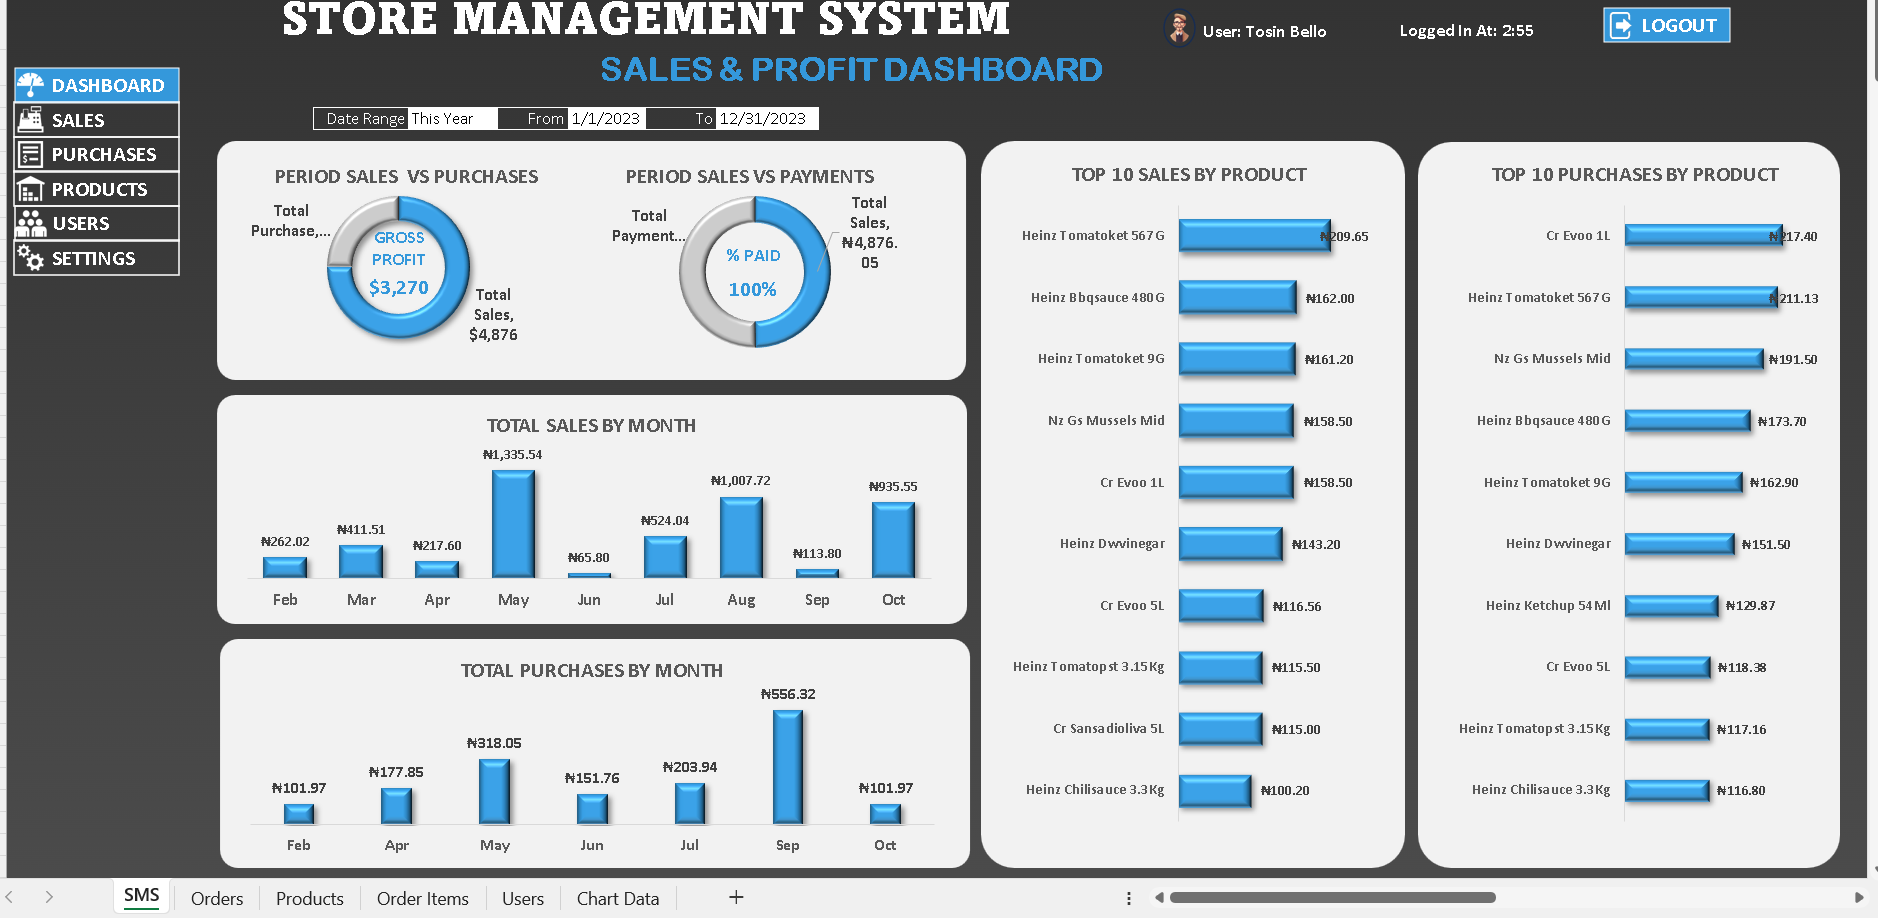 STORE MANAGEMENT SYSTEM
User: Tosin Bello
Logged In At: 2:55
LOGOUT
SALES & PROFIT DASHBOARD
DASHBOARD
SALES
PURCHASES
PRODUCTS
USERS
SETTINGS
Date Range This Year From 1/1/2023 To 12/31/2023
PERIOD SALES VS PURCHASES
Total
Purchase,...
GROSS
PROFIT
$3,270
Total
Sales,
$4,876
PERIOD SALES VS PAYMENTS
Total
Payment...
% PAID
100%
Total
Sales,
₦4,876.
05
TOTAL SALES BY MONTH
₦262.02
₦411.51
₦217.60
₦1,335.54
₦65.80
₦524.04
₦1,007.72
₦113.80
₦935.55
Feb Mar Apr May Jun Jul Aug Sep Oct
TOTAL PURCHASES BY MONTH
₦101.97
₦177.85
₦318.05
₦151.76
₦203.94
₦556.32
₦101.97
Feb Apr May Jun Jul Sep Oct
TOP 10 SALES BY PRODUCT
Heinz Tomatoket 567G ₦209.65
Heinz Bbqsauce 480G ₦162.00
Heinz Tomatoket 9G ₦161.20
Nz Gs Mussels Mid ₦158.50
Cr Evoo 1L ₦158.50
Heinz Dwvinegar ₦143.20
Cr Evoo 5L ₦116.56
Heinz Tomatopst 3.15Kg ₦115.50
Cr Sansadioliva 5L ₦115.00
Heinz Chilisauce 3.3Kg ₦100.20
TOP 10 PURCHASES BY PRODUCT
Cr Evoo 1L ₦217.40
Heinz Tomatoket 567G ₦211.13
Nz Gs Mussels Mid ₦191.50
Heinz Bbqsauce 480G ₦173.70
Heinz Tomatoket 9G ₦162.90
Heinz Dwvinegar ₦151.50
Heinz Ketchup 54Ml ₦129.87
Cr Evoo 5L ₦118.38
Heinz Tomatopst 3.15Kg ₦117.16
Heinz Chilisauce 3.3Kg ₦116.80
SMS Orders Products Order Items Users Chart Data